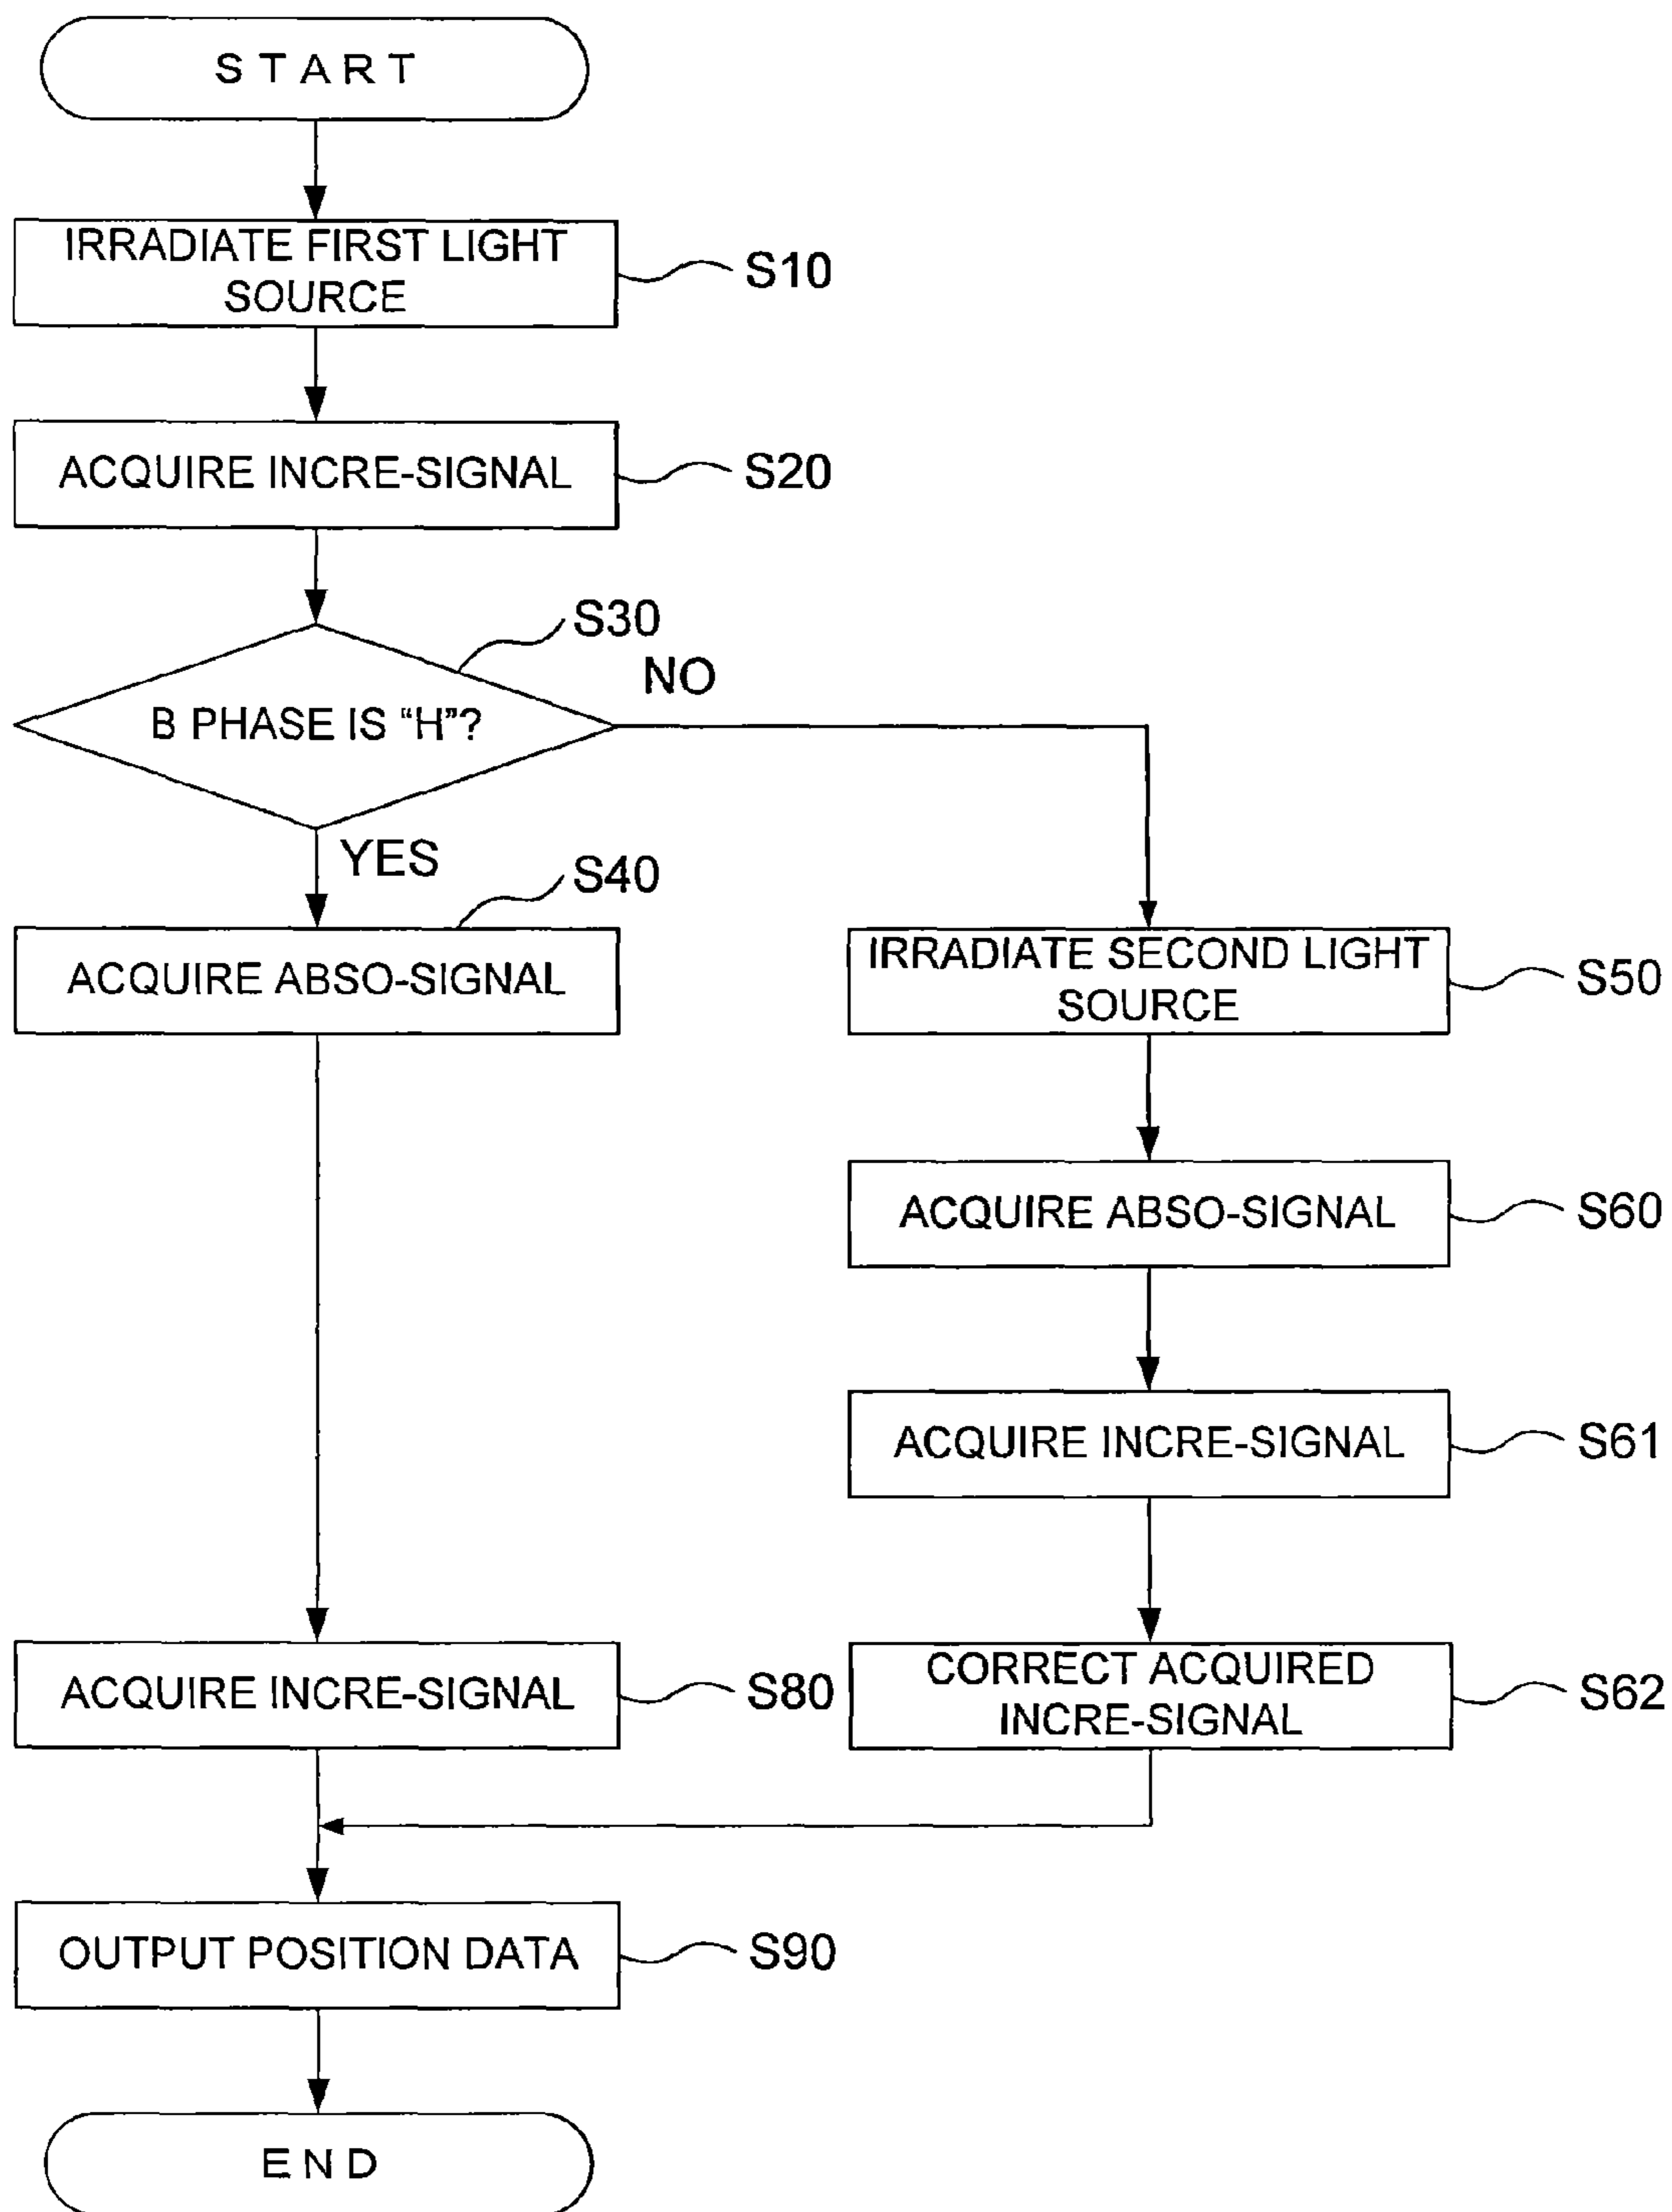 START
IRRADIATE FIRST LIGHT
SOURCE
S10
ACQUIRE INCRE-SIGNAL
S20
S30
B PHASE IS “H”?
NO
YES
S40
ACQUIRE ABSO-SIGNAL
IRRADIATE SECOND LIGHT
SOURCE
S50
ACQUIRE ABSO-SIGNAL
S60
ACQUIRE INCRE-SIGNAL
S61
ACQUIRE INCRE-SIGNAL
S80
CORRECT ACQUIRED
INCRE-SIGNAL
S62
OUTPUT POSITION DATA
S90
END